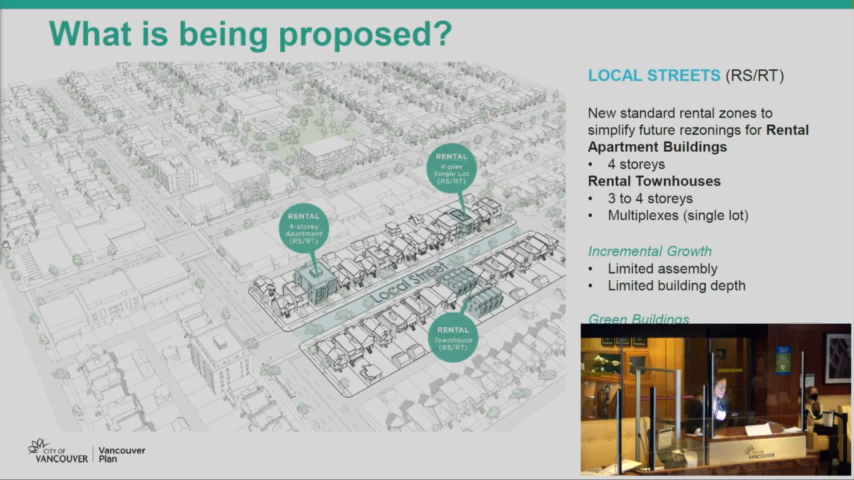 What is being proposed?
LOCAL STREETS (RS/RT)
New standard rental zones to
simplify future rezonings for Rental
Apartment Buildings
• 4 storeys
Rental Townhouses
• 3 to 4 storeys
• Multiplexes (single lot)
Incremental Growth
• Limited assembly
• Limited building depth
Green Buildings
RENTAL
4-plex
Single Lot
(RS/RT)
RENTAL
4-storey
Apartment
(RS/RT)
Local Street
RENTAL
Townhouse
(RS/RT)
CITY OF
VANCOUVER
Vancouver
Plan
VANCOUVER